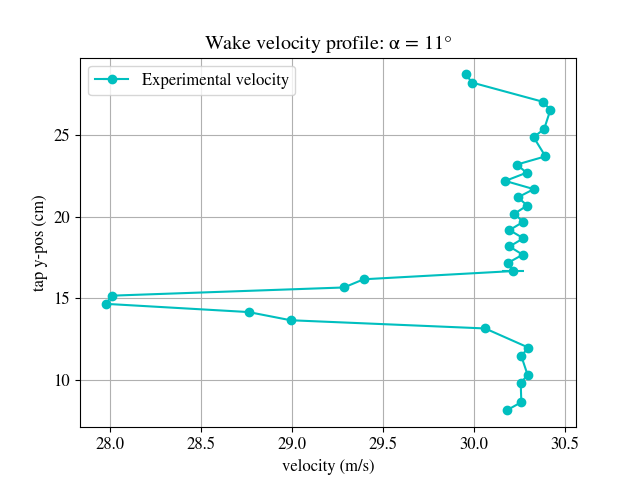 Wake velocity profile: α = 11°
Experimental velocity
25
20
15
10
tap y-pos (cm)
28.0 28.5 29.0 29.5 30.0 30.5
velocity (m/s)